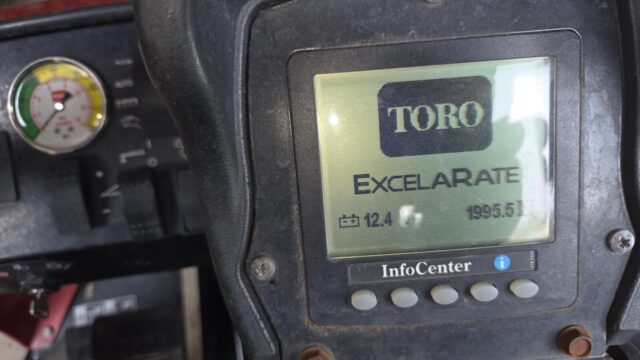 TORO
EXCELARATE
12.4 1995.5
InfoCenter i